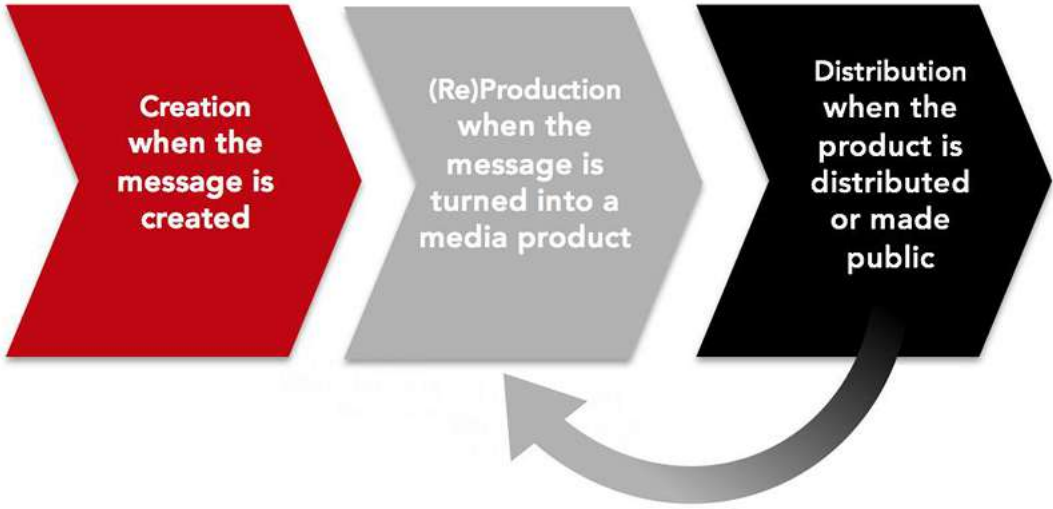 Creation
when the
message is
created
(Re)Production
when the
message is
turned into a
media product
Distribution
when the
product is
distributed
or made
public